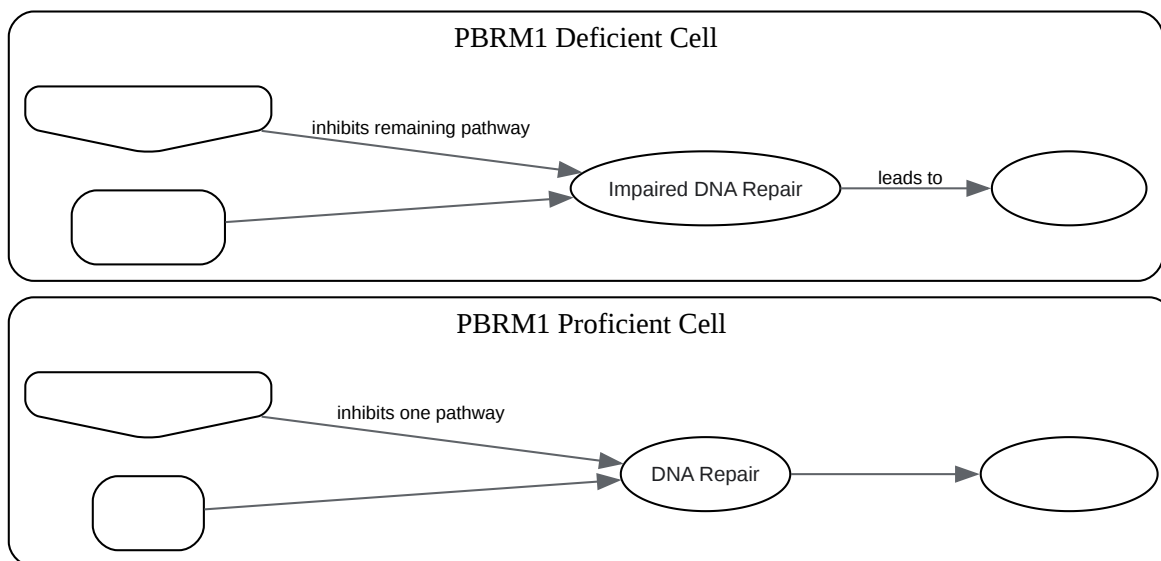 PBRM1 Deficient Cell
inhibits remaining pathway
Impaired DNA Repair
leads to
PBRM1 Proficient Cell
inhibits one pathway
DNA Repair